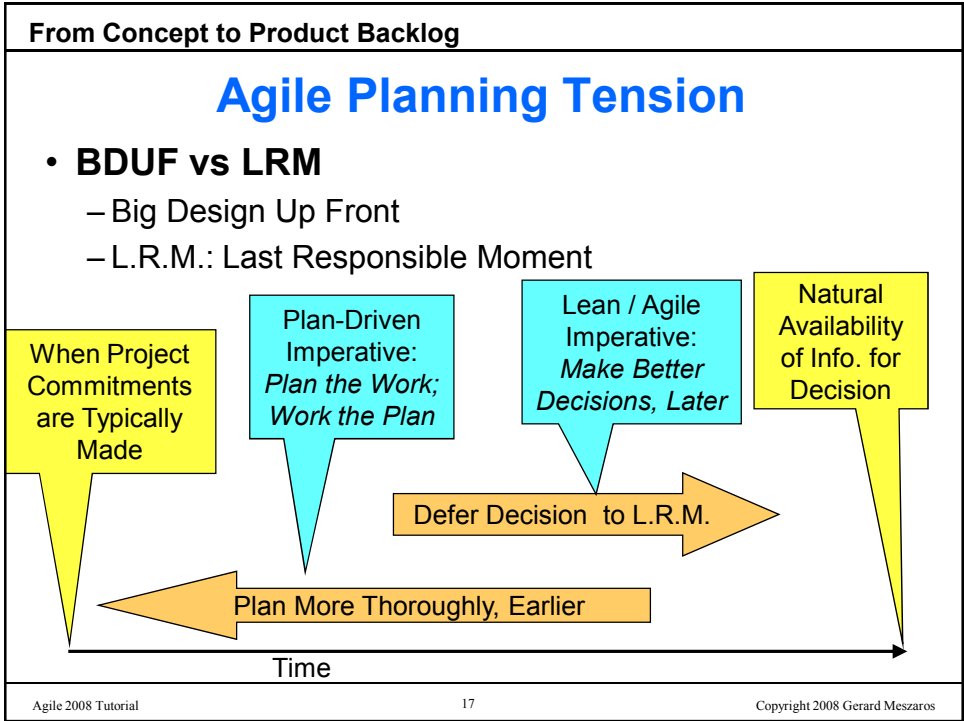 From Concept to Product Backlog
Agile Planning Tension
• BDUF vs LRM
– Big Design Up Front
– L.R.M.: Last Responsible Moment
When Project
Commitments
are Typically
Made
Plan-Driven
Imperative:
Plan the Work;
Work the Plan
Lean / Agile
Imperative:
Make Better
Decisions, Later
Natural
Availability
of Info. for
Decision
Defer Decision to L.R.M.
Plan More Thoroughly, Earlier
Time
Agile 2008 Tutorial
17
Copyright 2008 Gerard Meszaros